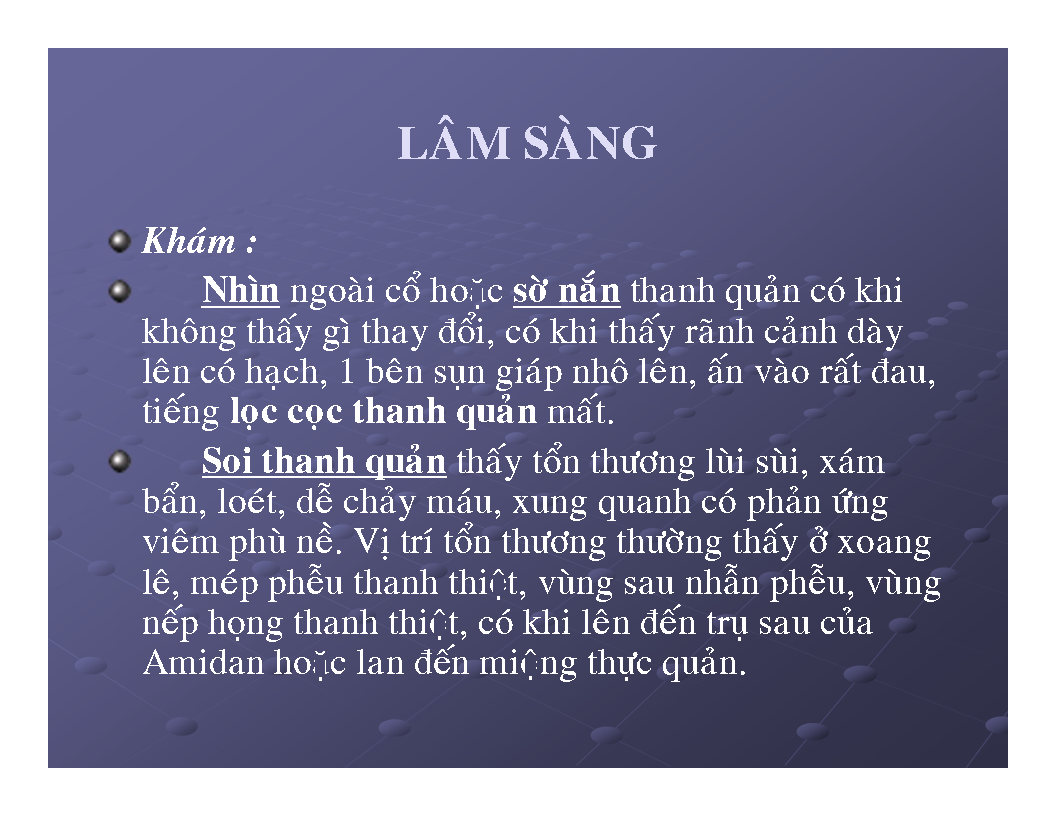 LÂM SÀNG
Khám :
Nhìn ngoài cổ hoặc sờ nắn thanh quản có khi
không thấy gì thay đổi, có khi thấy rãnh cảnh dày
lên có hạch, 1 bên sụn giáp nhô lên, ấn vào rất đau,
tiếng lọc cọc thanh quản mất.
Soi thanh quản thấy tổn thương lùi sùi, xám
bẩn, loét, dễ chảy máu, xung quanh có phản ứng
viêm phù nề. Vị trí tổn thương thường thấy ở xoang
lê, mép phễu thanh thiệt, vùng sau nhẫn phễu, vùng
nếp họng thanh thiệt, có khi lên đến trụ sau của
Amidan hoặc lan đến miệng thực quản.